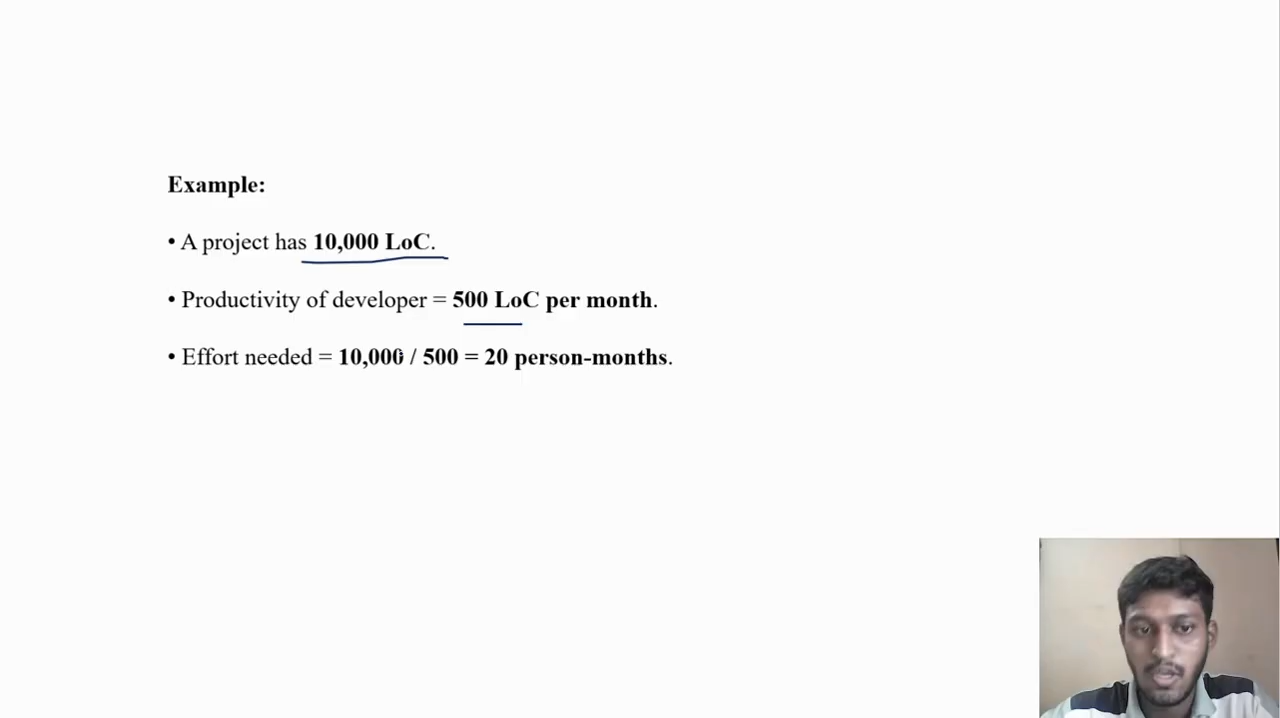 Example:
• A project has 10,000 LoC.
• Productivity of developer = 500 LoC per month.
• Effort needed = 10,000 / 500 = 20 person-months.